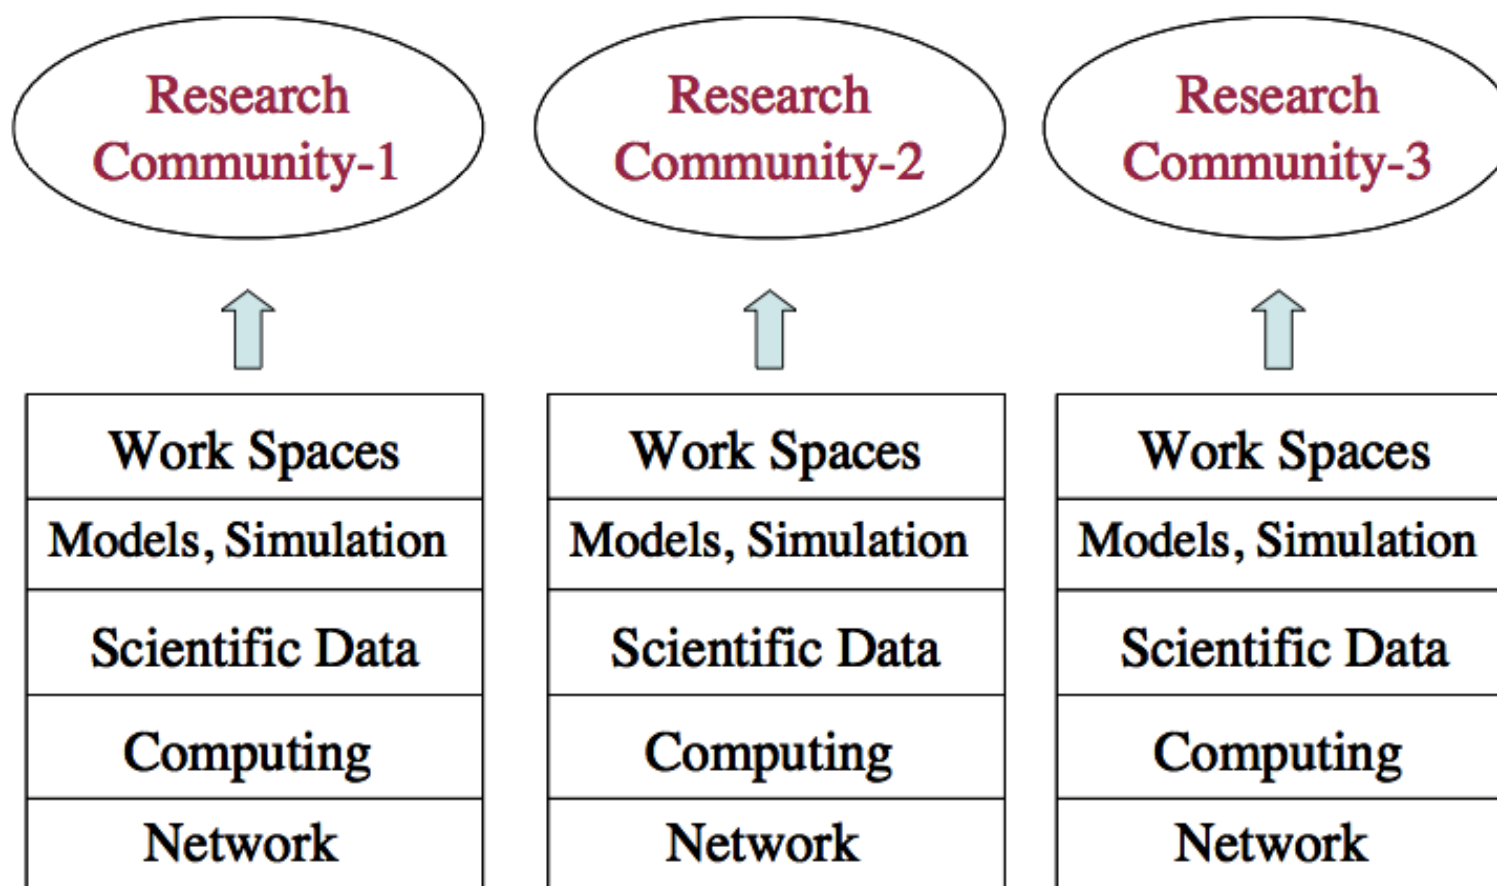 Research
Community-1
Research
Community-2
Research
Community-3
Work Spaces
Models, Simulation
Scientific Data
Computing
Network
Work Spaces
Models, Simulation
Scientific Data
Computing
Network
Work Spaces
Models, Simulation
Scientific Data
Computing
Network